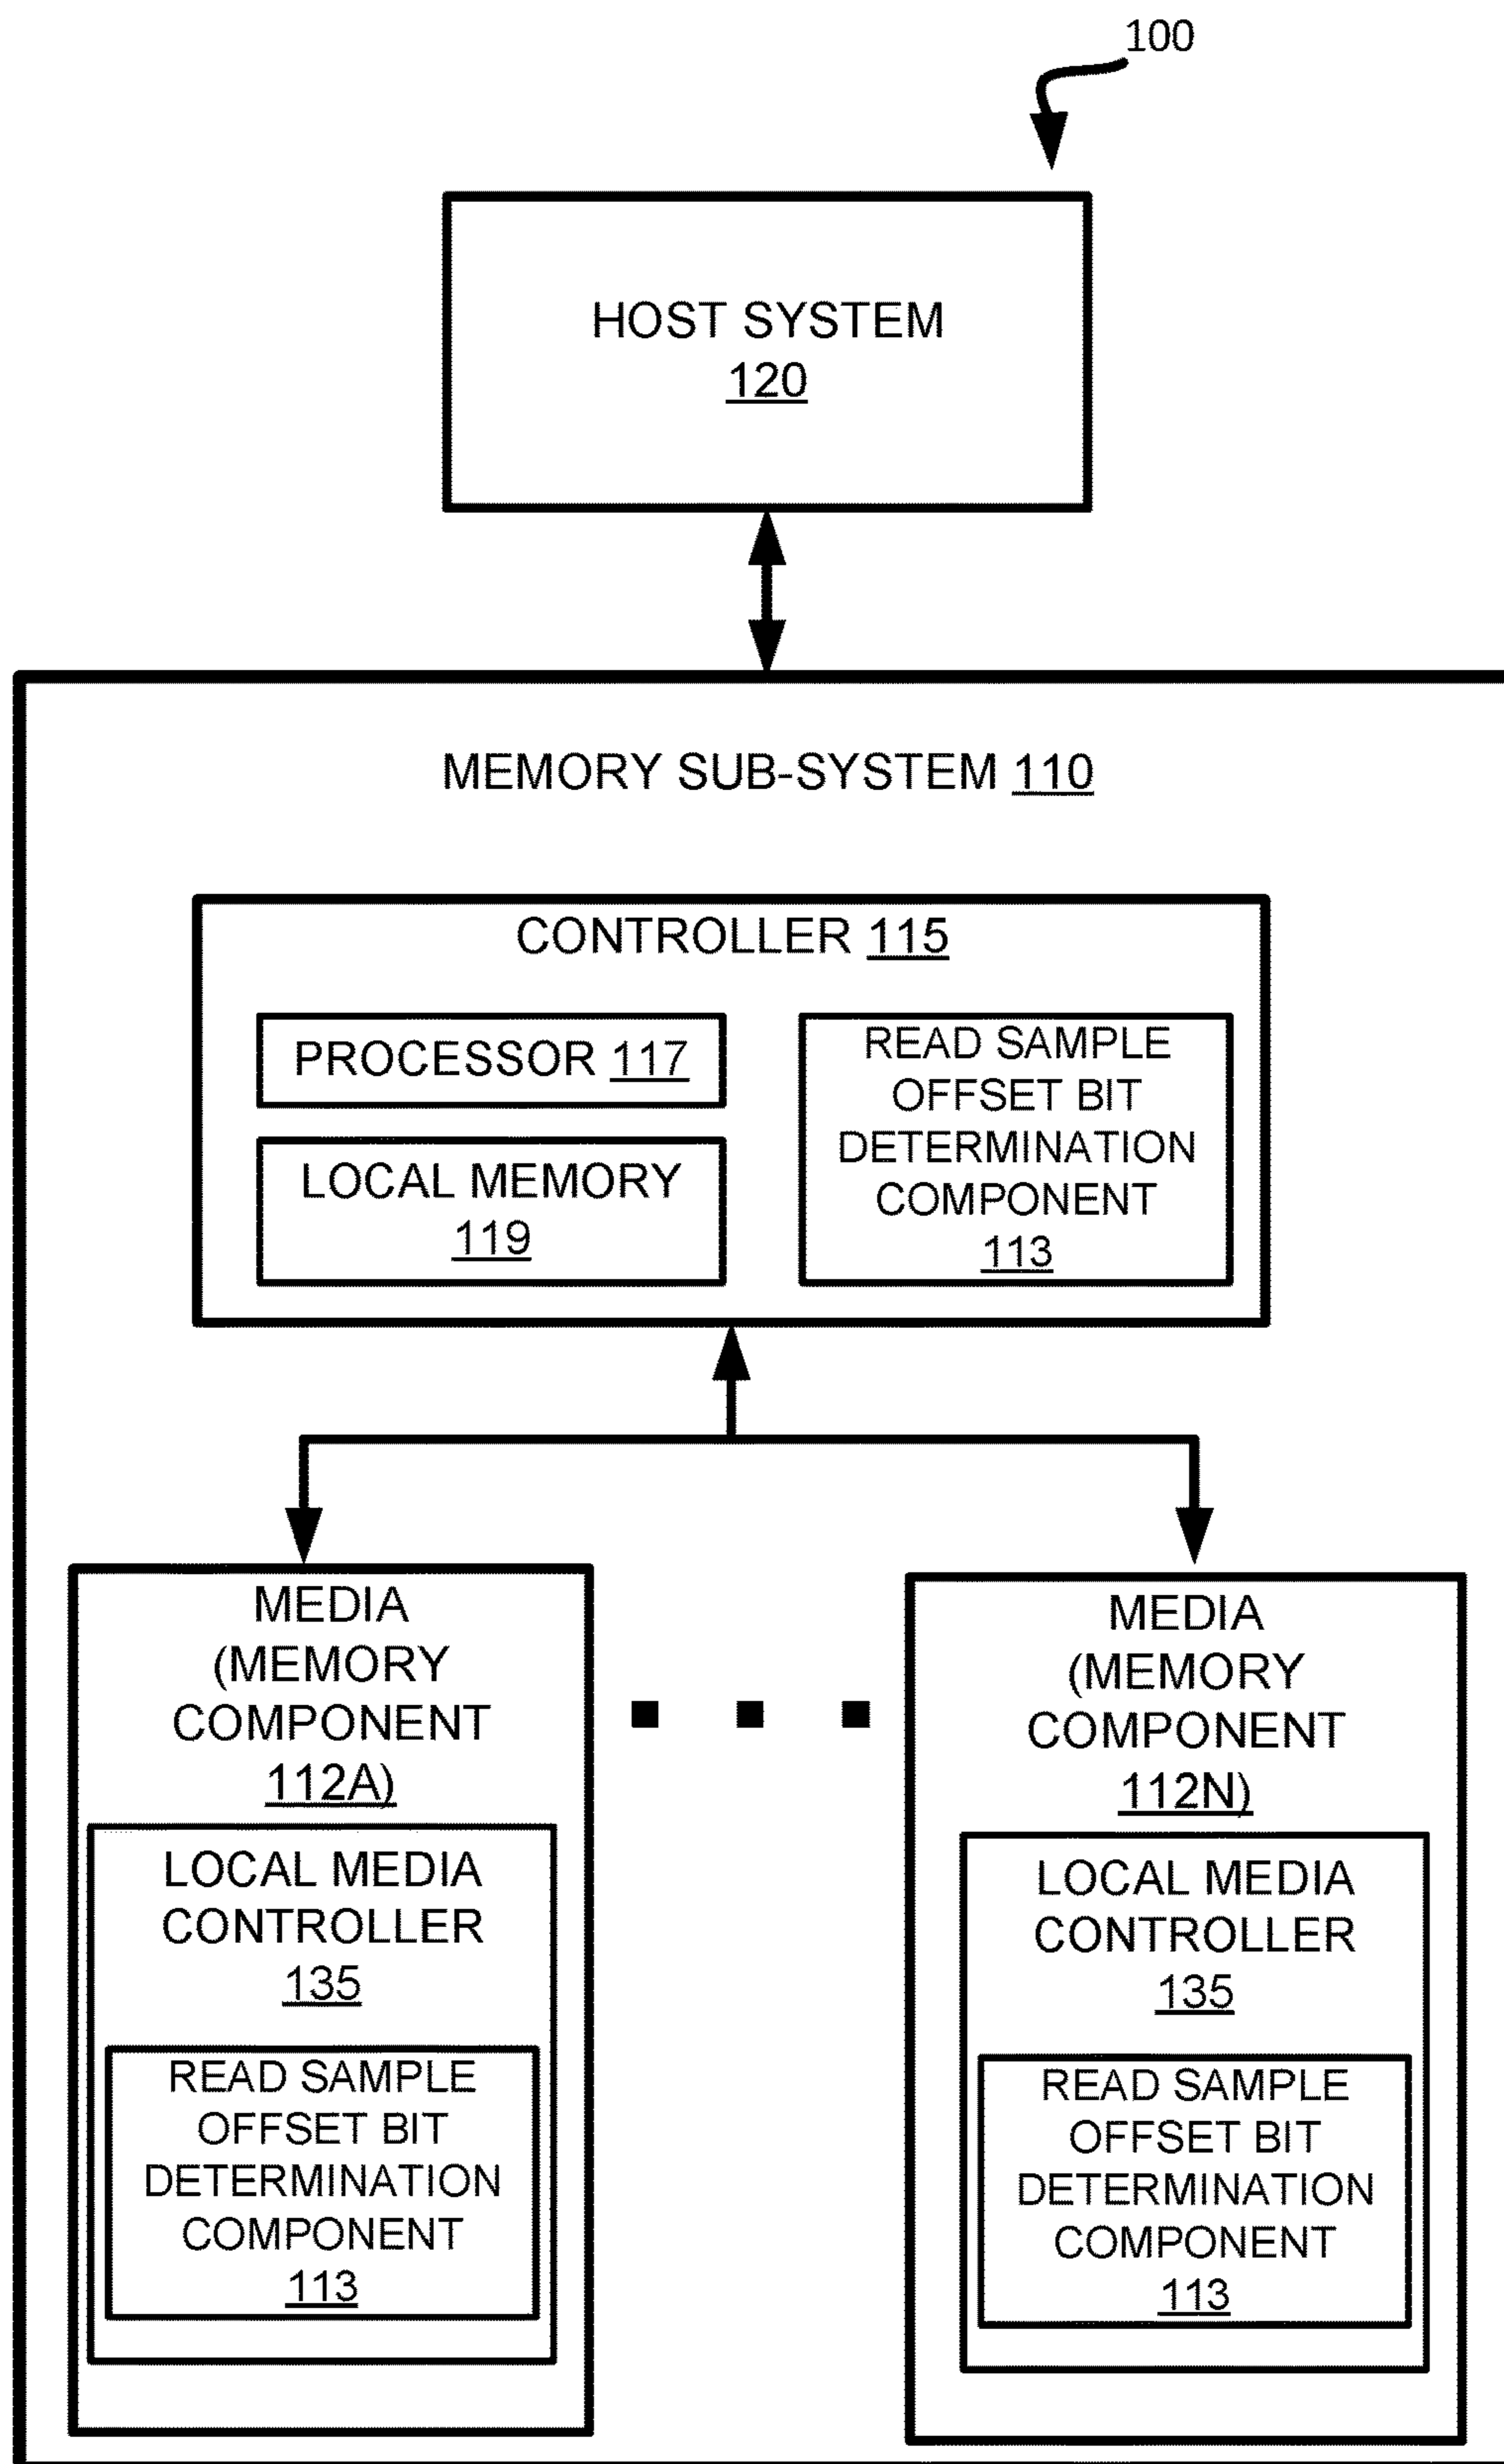 100
HOST SYSTEM
120
MEMORY SUB-SYSTEM 110
CONTROLLER 115
PROCESSOR 117
LOCAL MEMORY
119
READ SAMPLE
OFFSET BIT
DETERMINATION
COMPONENT
113
MEDIA
(MEMORY
COMPONENT
112A)
LOCAL MEDIA
CONTROLLER
135
READ SAMPLE
OFFSET BIT
DETERMINATION
COMPONENT
113
MEDIA
(MEMORY
COMPONENT
112N)
LOCAL MEDIA
CONTROLLER
135
READ SAMPLE
OFFSET BIT
DETERMINATION
COMPONENT
113